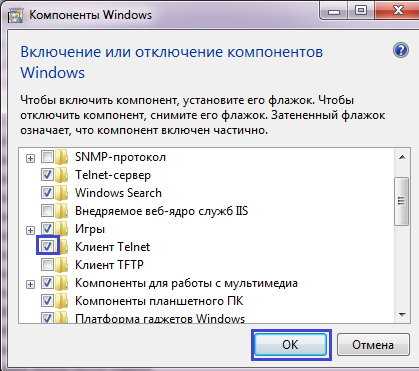 Компоненты Windows
Включение или отключение компонентов
Windows
Чтобы включить компонент, установите его флажок. Чтобы
отключить компонент, снимите его флажок. Затененный флажок
означает, что компонент включен частично.
SNMP-протокол
Telnet-сервер
Windows Search
Внедряемое веб-ядро служб IIS
Игры
Клиент Telnet
Клиент TFTP
Компоненты для работы с мультимедиа
Компоненты планшетного ПК
Платформа гаджетов Windows
ОК
Отмена